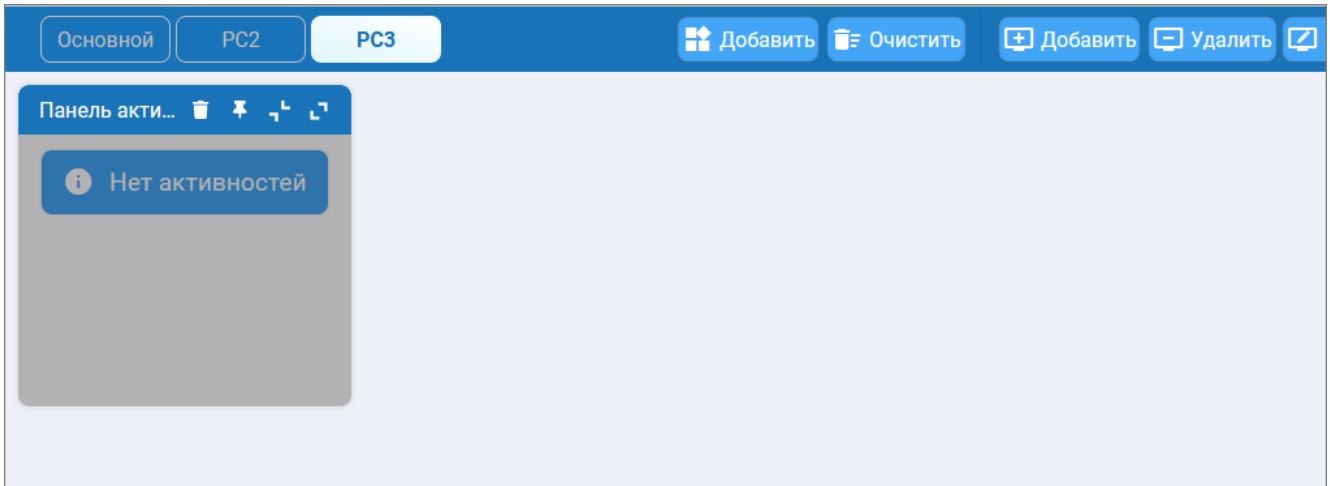 Основной РС2 РС3 Добавить Очистить Добавить Удалить
Панель акти...
Нет активностей